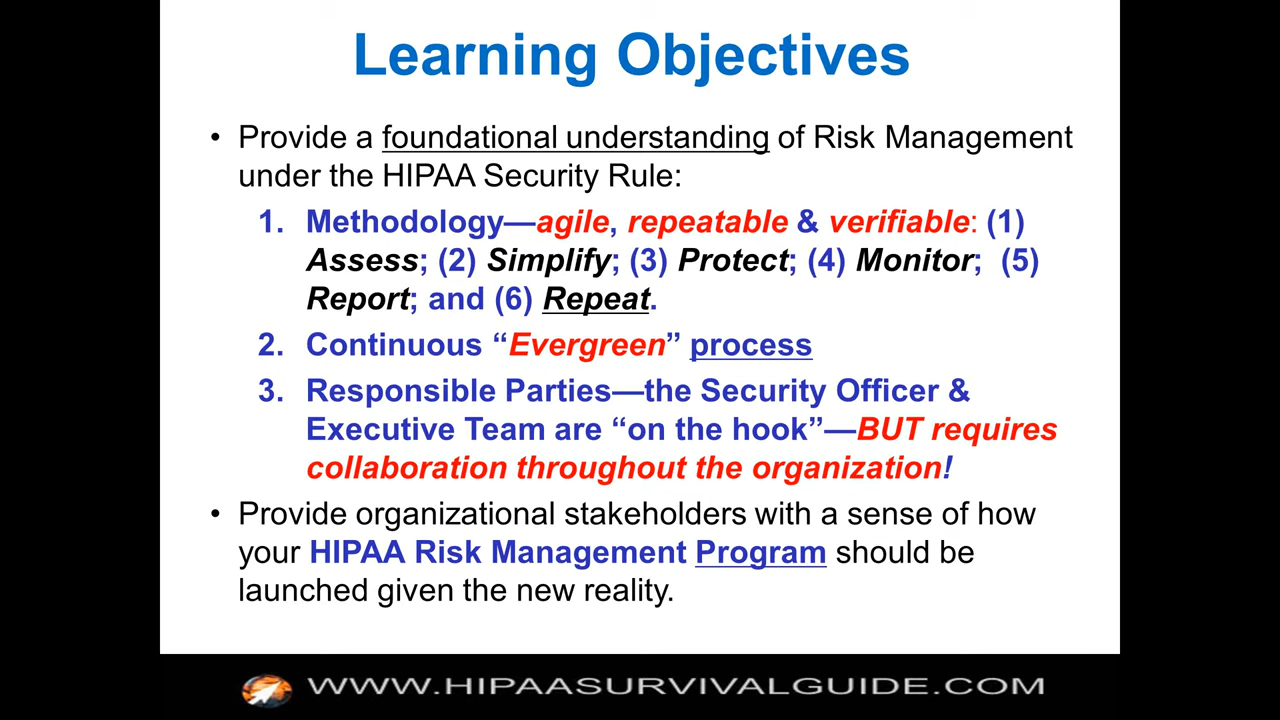 Learning Objectives
• Provide a foundational understanding of Risk Management
under the HIPAA Security Rule:
1. Methodology—agile, repeatable & verifiable: (1)
Assess; (2) Simplify; (3) Protect; (4) Monitor; (5)
Report; and (6) Repeat.
2. Continuous “Evergreen” process
3. Responsible Parties—the Security Officer &
Executive Team are “on the hook”—BUT requires
collaboration throughout the organization!
• Provide organizational stakeholders with a sense of how
your HIPAA Risk Management Program should be
launched given the new reality.
WWW.HIPAASURVIVALGUIDE.COM